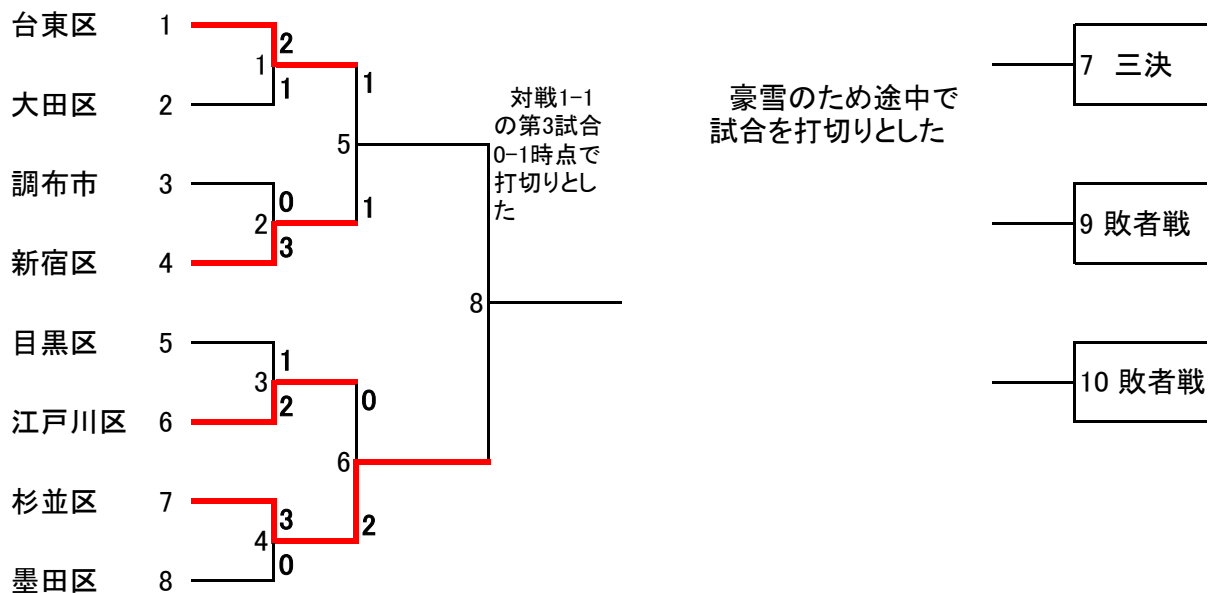 台東区 1
2
1
1
大田区 2
1
5
対戦1-1
の第3試合
0-1時点で
打切りとし
た
調布市 3
0
2
1
3
新宿区 4
8
目黒区 5
1
3
0
2
江戸川区 6
6
杉並区 7
3
2
4
0
墨田区 8
豪雪のため途中で
試合を打切りとした
7 三決
9 敗者戦
10 敗者戦